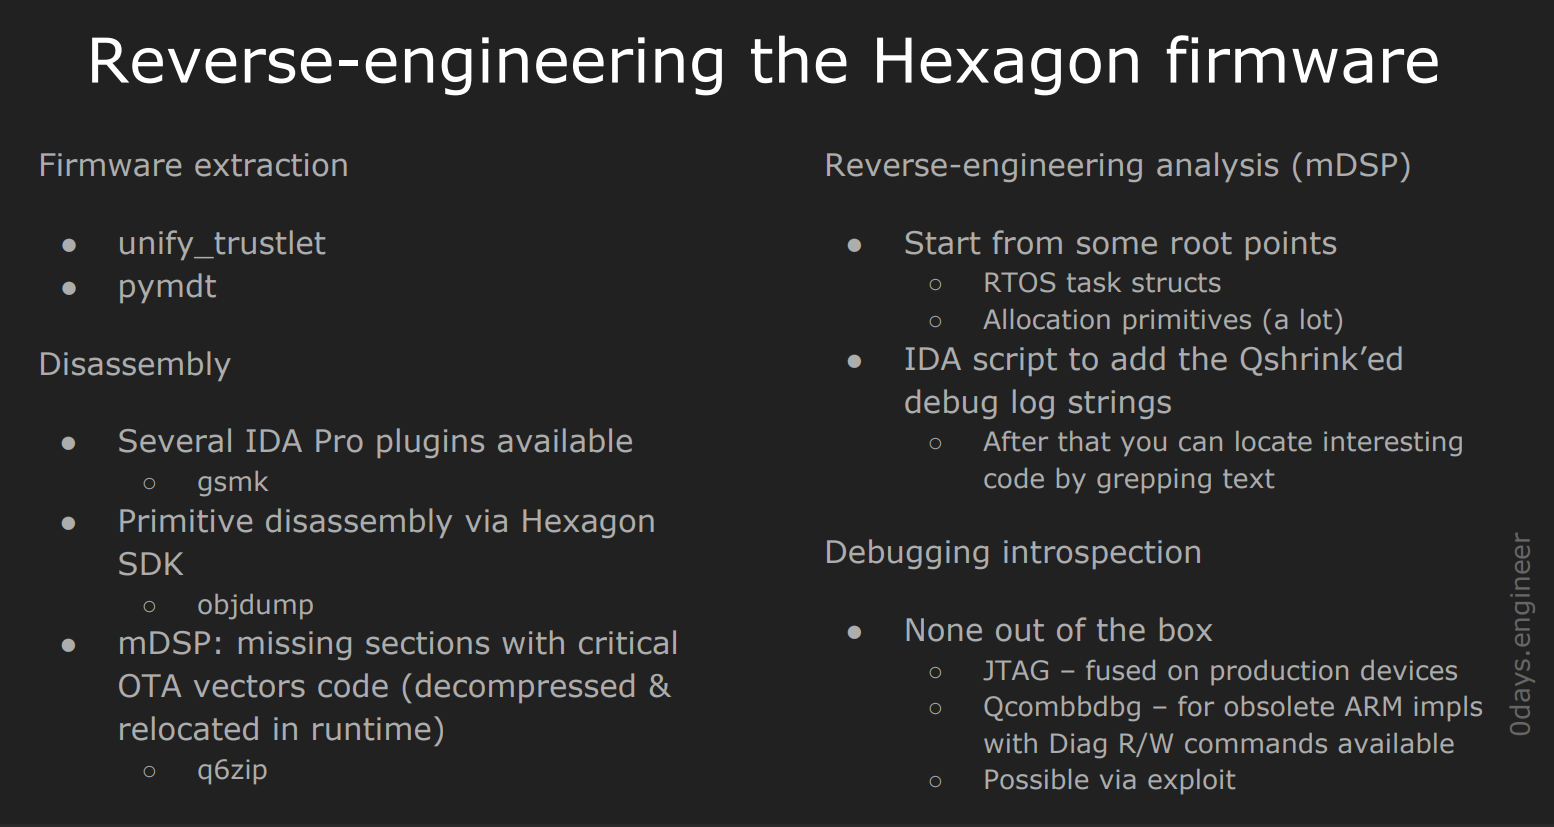 Reverse-engineering the Hexagon firmware
Firmware extraction
● unify_trustlet
● pymdt
Disassembly
● Several IDA Pro plugins available
○ gsmk
● Primitive disassembly via Hexagon
SDK
○ objdump
● mDSP: missing sections with critical
OTA vectors code (decompressed &
relocated in runtime)
○ q6zip
Reverse-engineering analysis (mDSP)
● Start from some root points
○ RTOS task structs
○ Allocation primitives (a lot)
● IDA script to add the Qshrink’ed
debug log strings
○ After that you can locate interesting
code by grepping text
Debugging introspection
● None out of the box
○ JTAG – fused on production devices
○ Qcombbdbg – for obsolete ARM impls
with Diag R/W commands available
○ Possible via exploit
0days.engineer